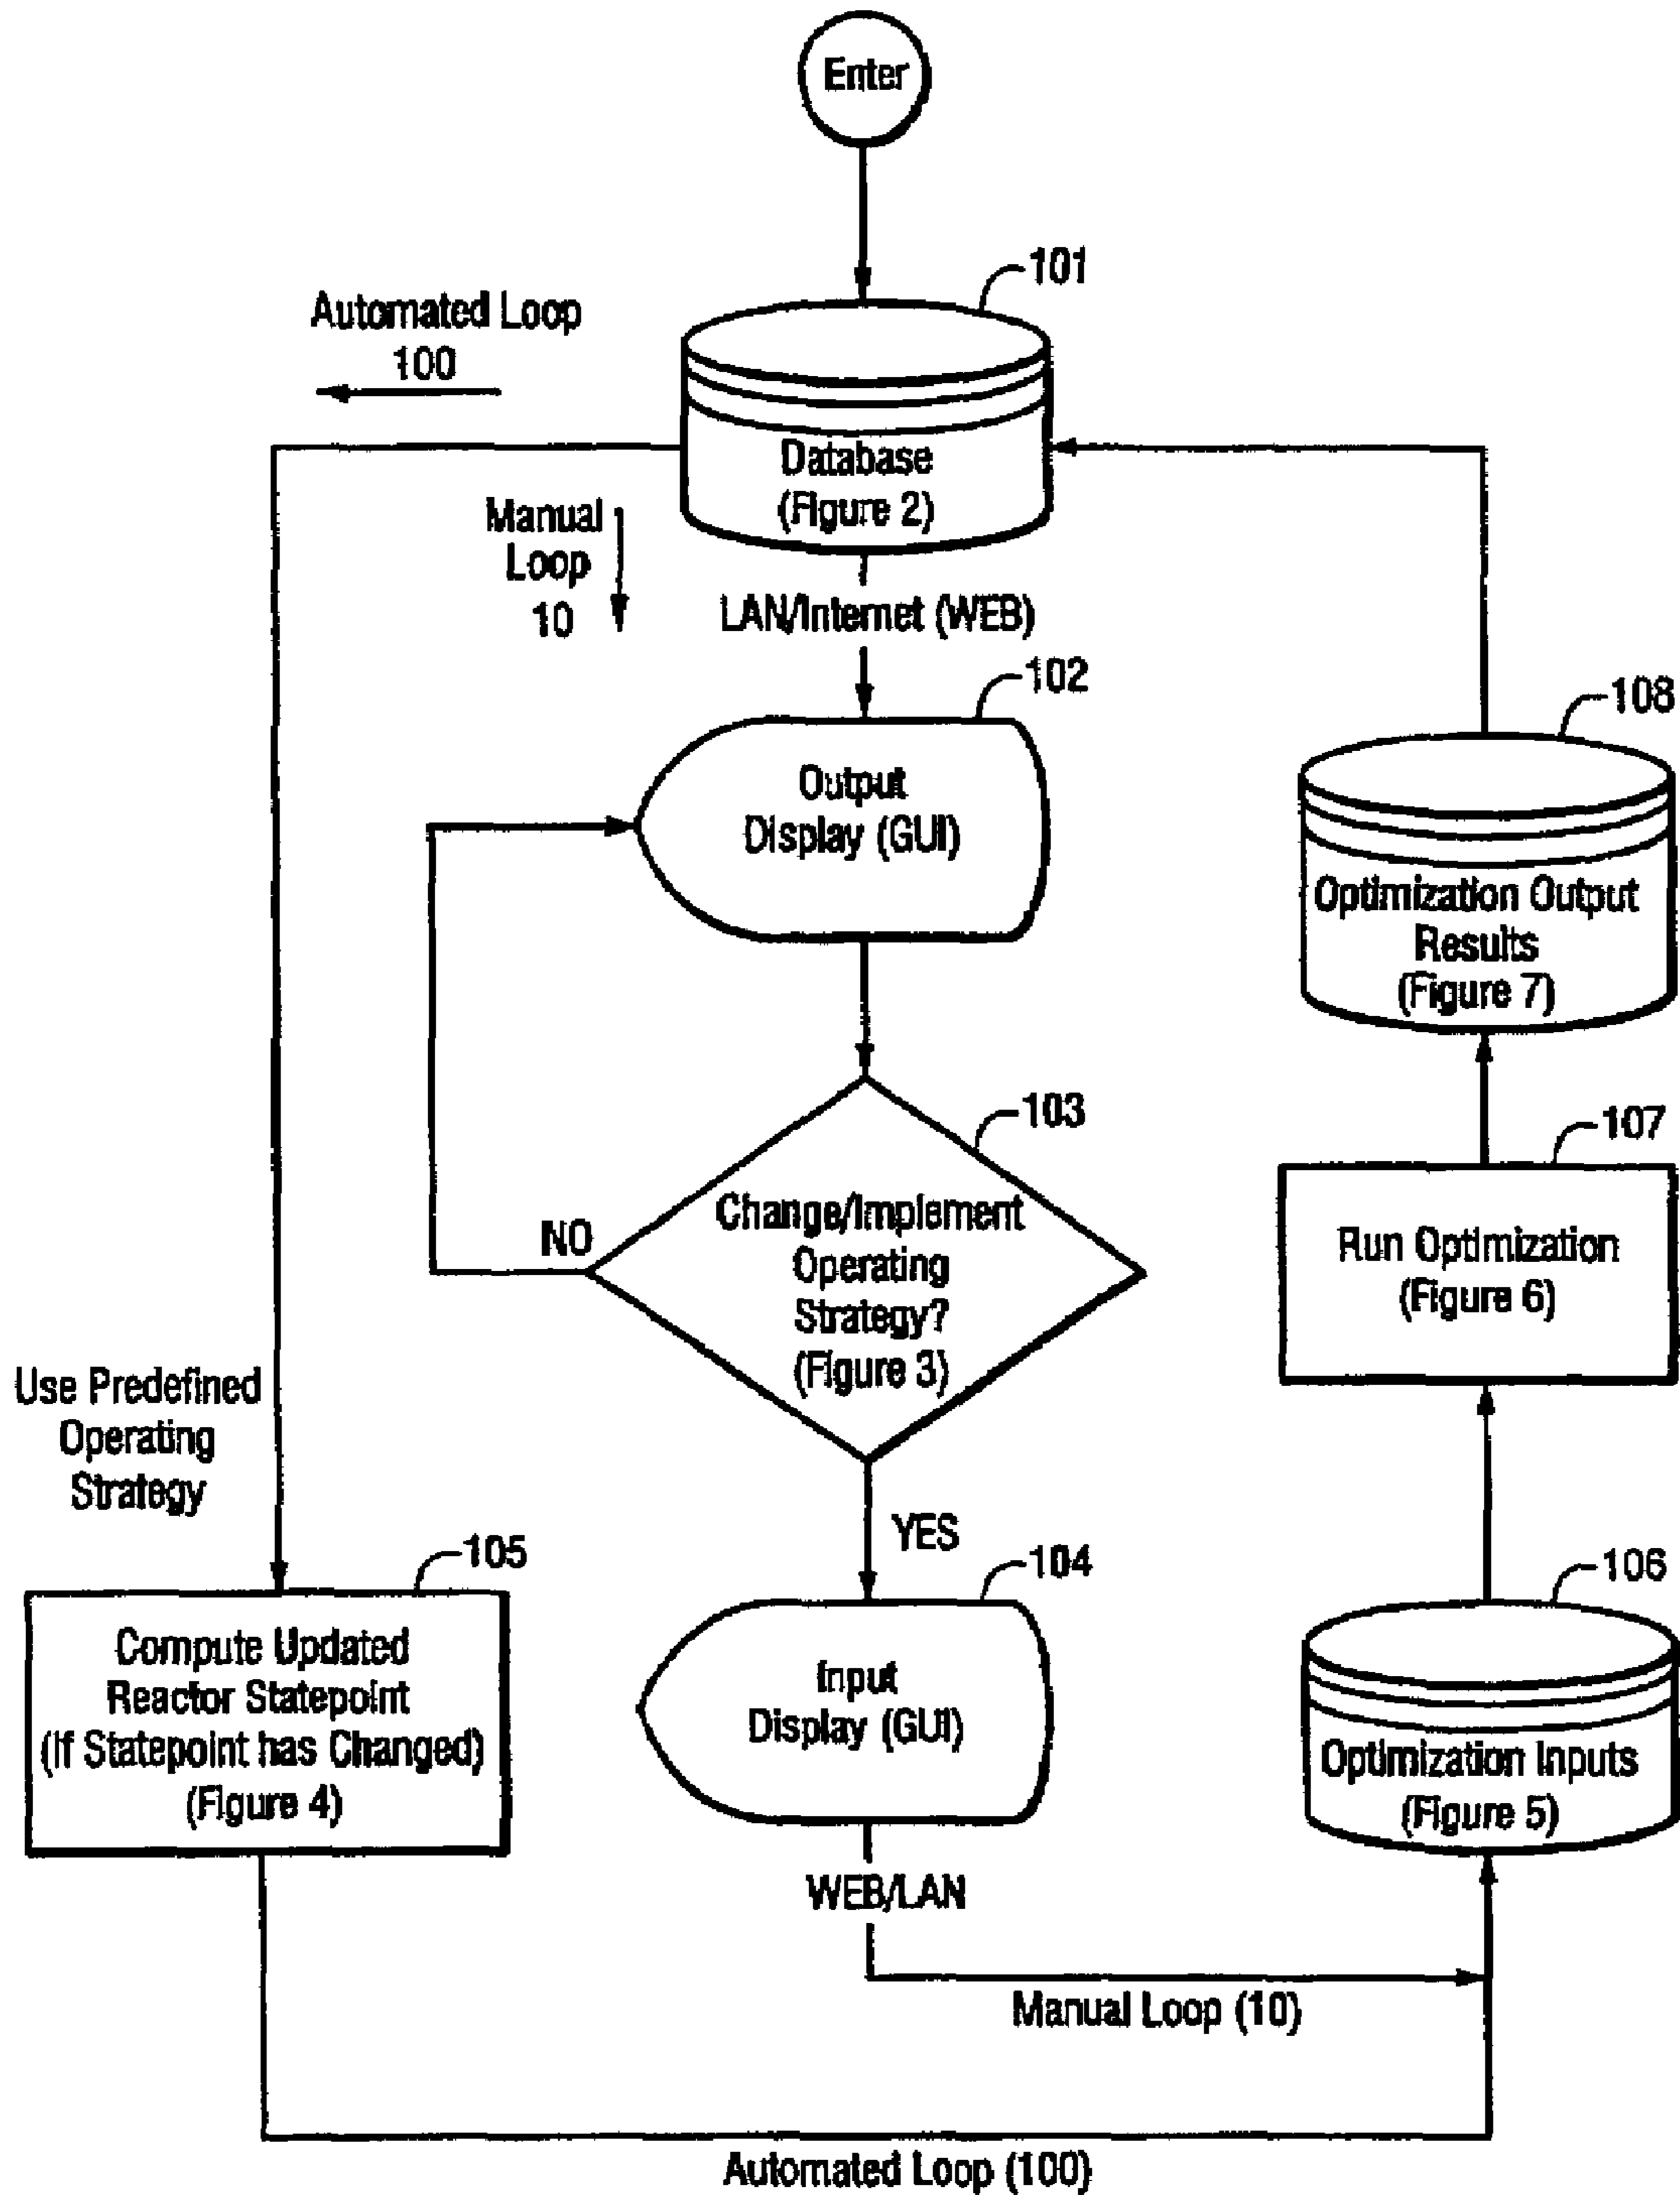 Enter
101
Automated Loop
100
Database
(Figure 2)
Manual
Loop
10
LAN/Internet (WEB)
102
Output
Display (GUI)
108
Optimization Output
Results
(Figure 7)
103
Change/Implement
Operating
Strategy?
(Figure 3)
NO
107
Run Optimization
(Figure 6)
Use Predefined
Operating
Strategy
YES
105
Compute Updated
Reactor Statepoint
(If Statepoint has Changed)
(Figure 4)
104
Input
Display (GUI)
106
Optimization Inputs
(Figure 5)
WEB/LAN
Manual Loop (10)
Automated Loop (100)